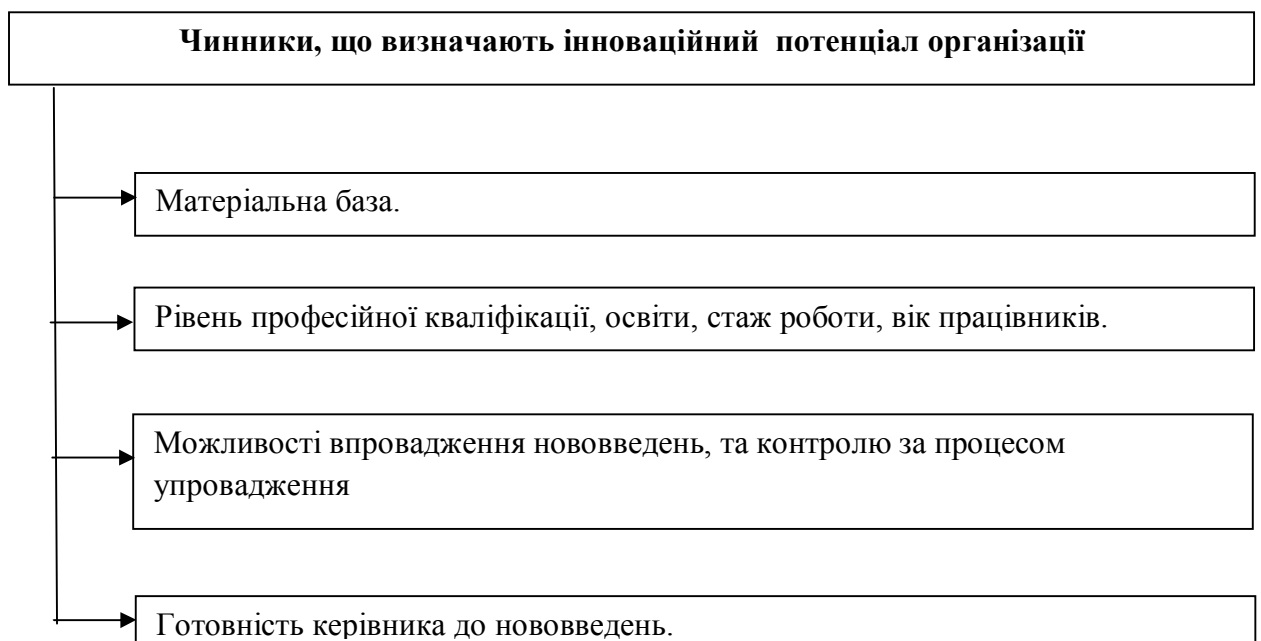 Чинники, що визначають інноваційний потенціал організації
Матеріальна база.
Рівень професійної кваліфікації, освіти, стаж роботи, вік працівників.
Можливості впровадження нововведень, та контролю за процесом
упровадження
Готовність керівника до нововведень.